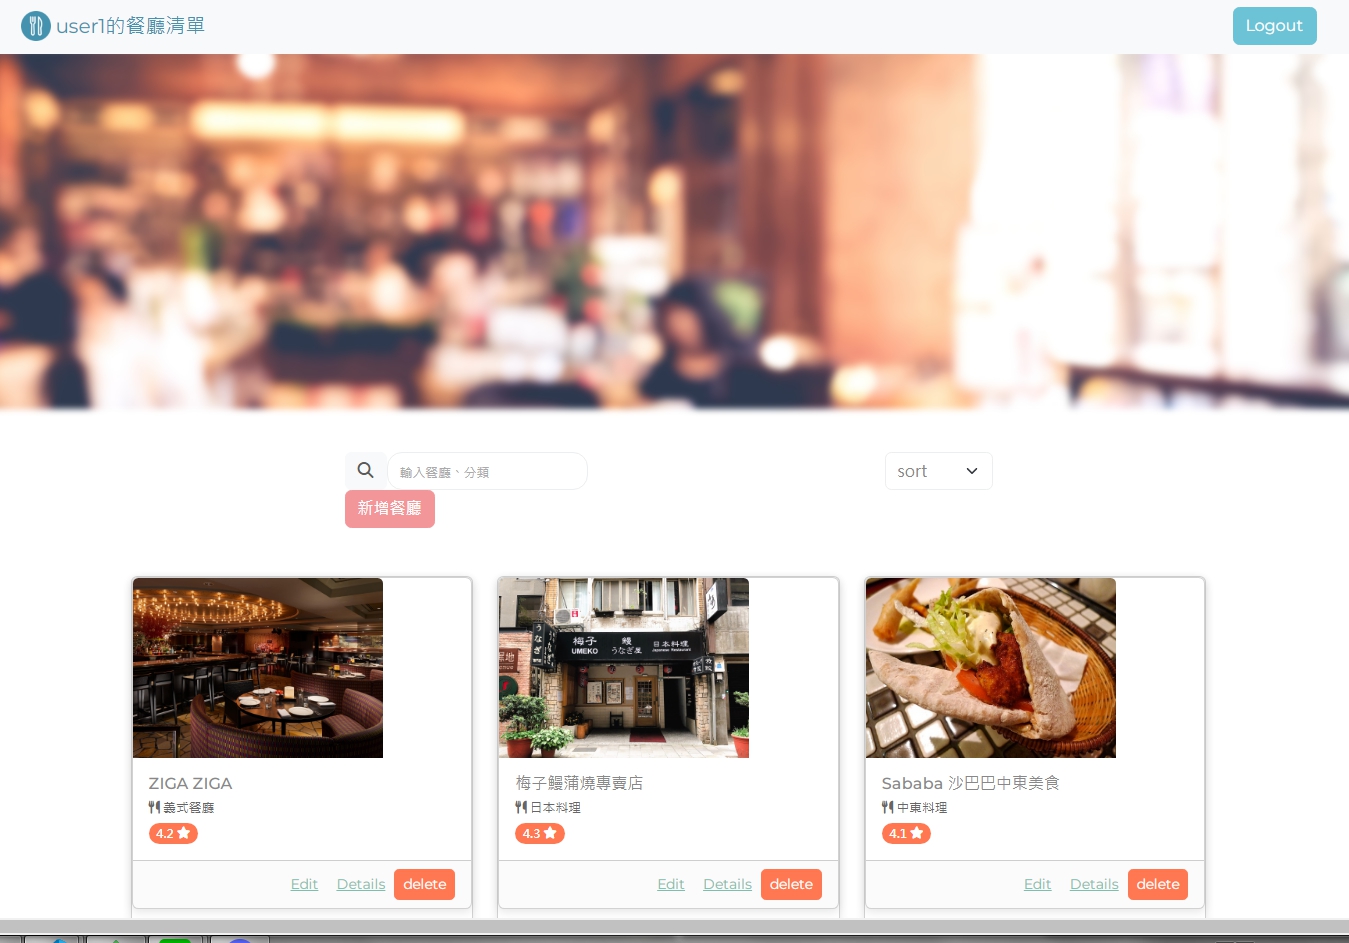 user1的餐廳清單
Logout
輸入餐廳、分類
sort
新增餐廳
梅子 鰻 日本料理
UMEKO うなぎ屋 Japanese Restaurant
うなぎ
ZIGA ZIGA
義式餐廳
4.2
Edit Details delete
梅子鰻蒲燒專賣店
日本料理
4.3
Edit Details delete
Sababa 沙巴巴中東美食
中東料理
4.1
Edit Details delete